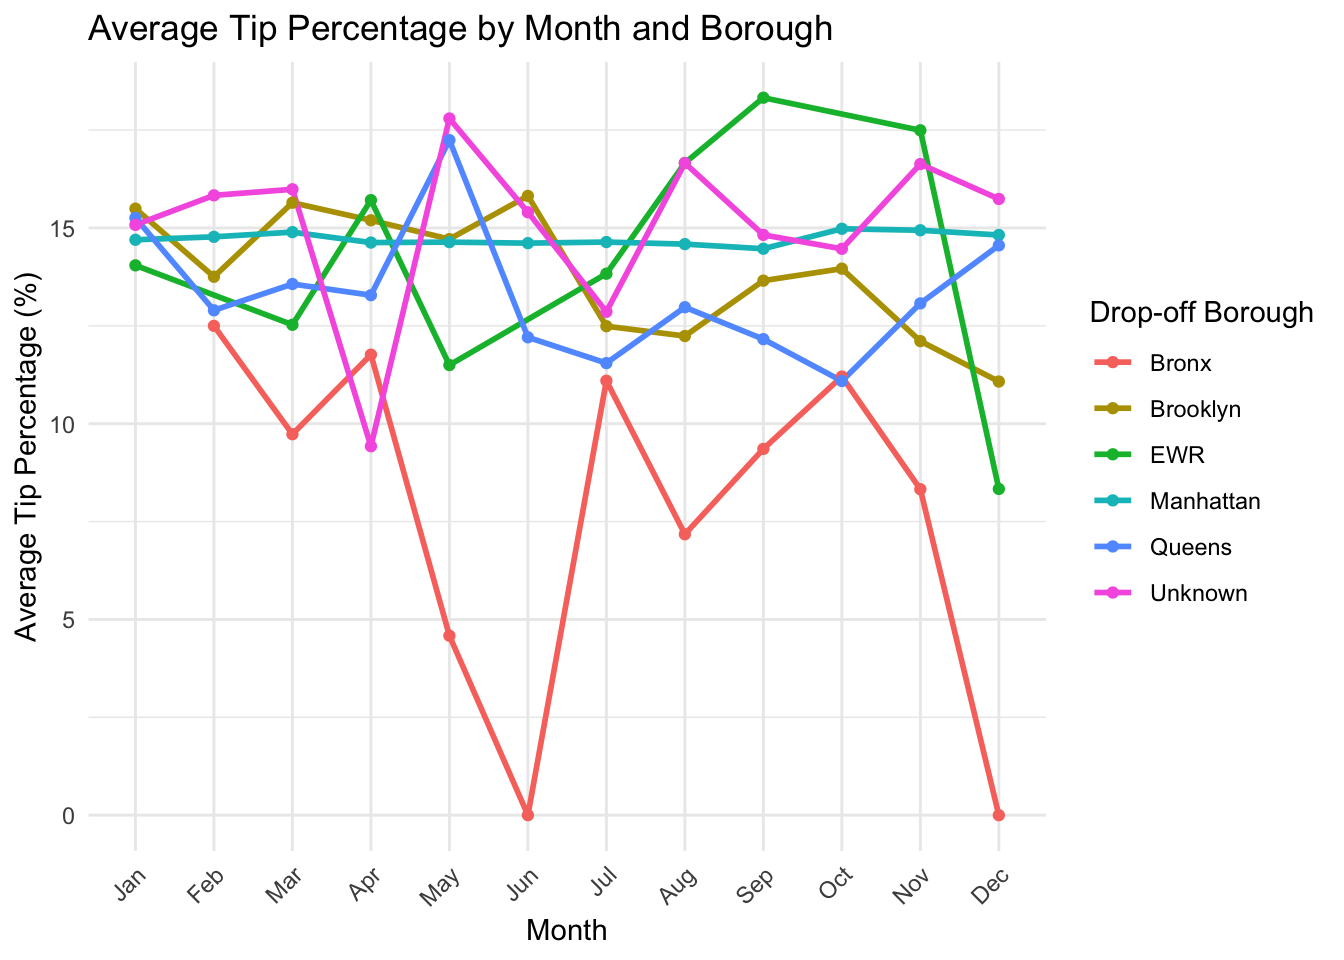 Average Tip Percentage by Month and Borough
Average Tip Percentage (%)
15
10
5
0
Jan
Feb
Mar
Apr
May
Jun
Jul
Aug
Sep
Oct
Nov
Dec
Month
Drop-off Borough
Bronx
Brooklyn
EWR
Manhattan
Queens
Unknown